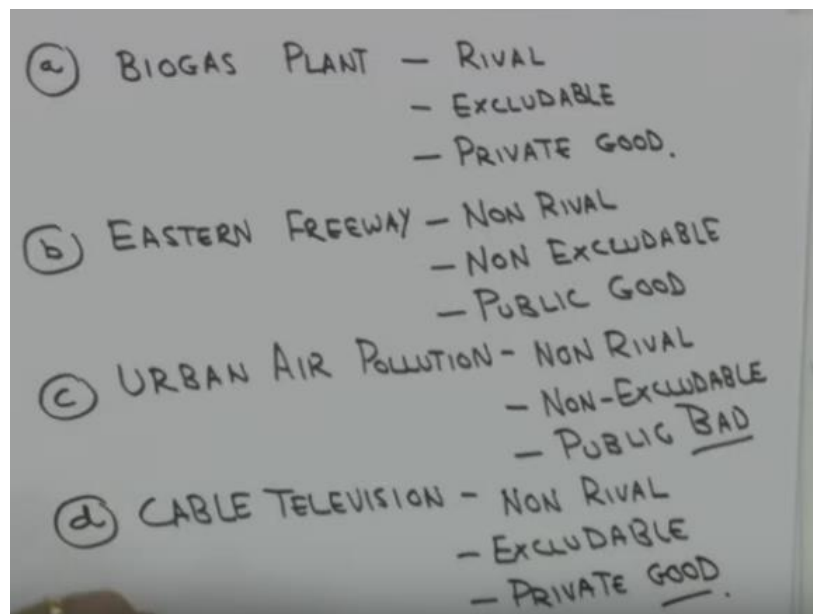 (a) BIOGAS PLANT - RIVAL
- EXCLUDABLE
- PRIVATE GOOD.
(b) EASTERN FREEWAY - NON RIVAL
- NON EXCLUDABLE
- PUBLIC GOOD
(c) URBAN AIR POLLUTION - NON RIVAL
- NON-EXCLUDABLE
- PUBLIC BAD
(d) CABLE TELEVISION - NON RIVAL
- EXCLUDABLE
- PRIVATE GOOD.